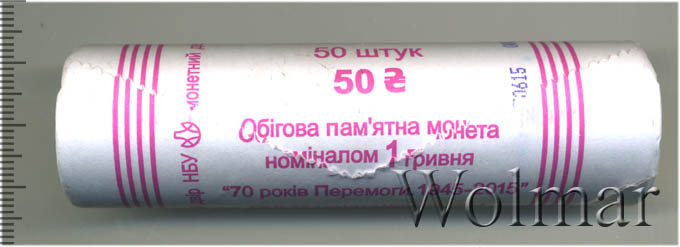 50 штук
50 ₴
Обігова пам'ятна монета
номіналом 1 гривня
"70 років Перемоги 1945-2015"
двір НБУ
монетний д
0615
Wolmar